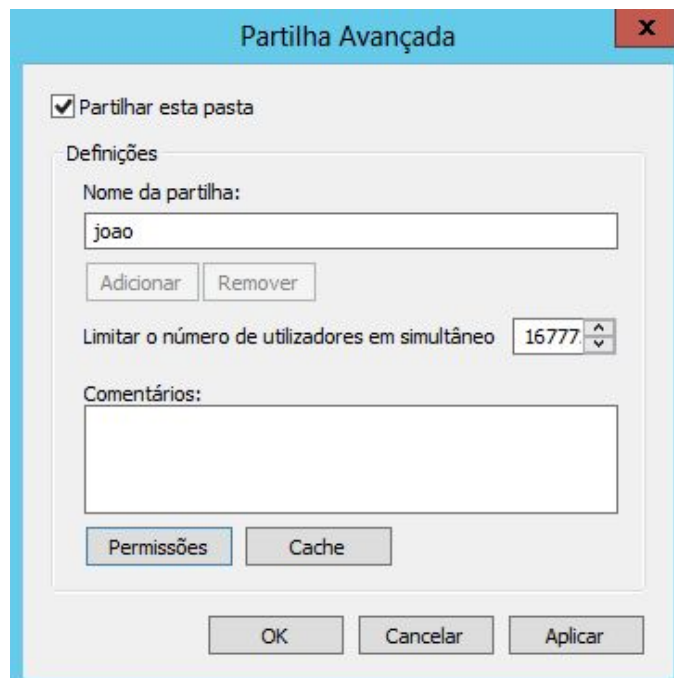 Partilha Avançada
x
Partilhar esta pasta
Definições
Nome da partilha:
joao
Adicionar Remover
Limitar o número de utilizadores em simultâneo 16777
Comentários:
Permissões Cache
OK Cancelar Aplicar